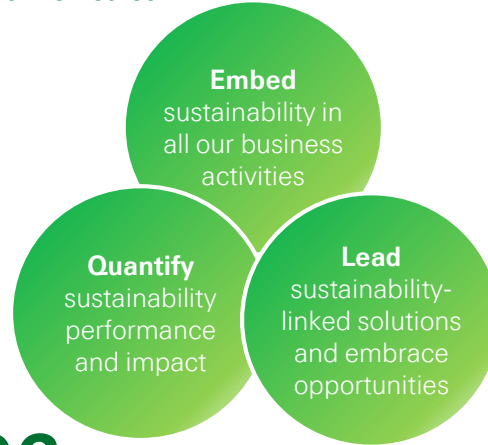 Embed
sustainability in
all our business
activities
Quantify
sustainability
performance
and impact
Lead
sustainability-
linked solutions
and embrace
opportunities